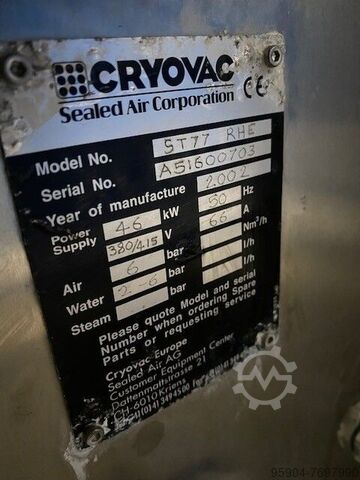 CRYOVAC
Sealed Air Corporation CE
Model No. ST77 RHE
Serial No. A51600703
Year of manufacture 2002
Power Supply 46 kW 50 Hz
380/415 V 66 A
Air 6 bar Nm³/h
Water 2-6 bar l/h
Steam bar l/h
Please quote Model and serial
Number when ordering Spare
Parts or requesting service
Cryovac Europe
Sealed Air AG
Customer Equipment Center
Dattenmattstrasse 21
CH-6010 Kriens
95904-7697990